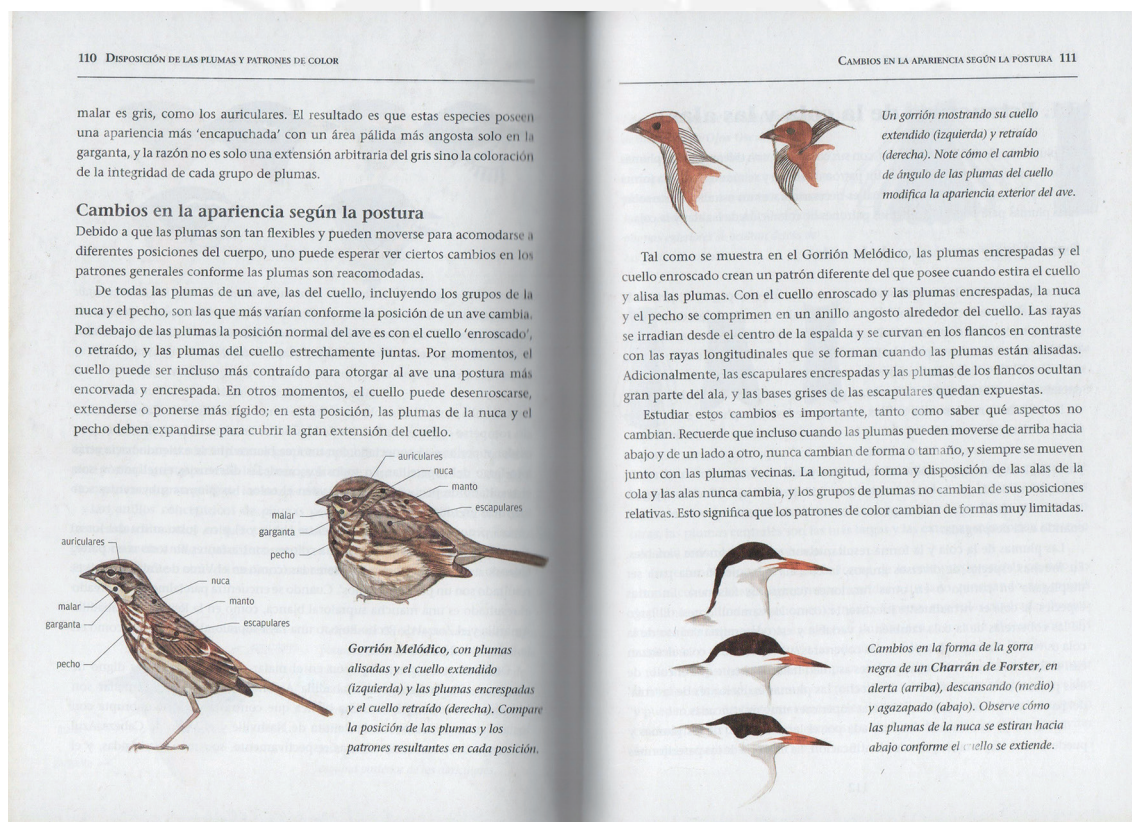 110 DISPOSICIÓN DE LAS PLUMAS Y PATRONES DE COLOR
malar es gris, como los auriculares. El resultado es que estas especies poseen
una apariencia más 'encapuchada' con un área pálida más angosta solo en la
garganta, y la razón no es solo una extensión arbitraria del gris sino la coloración
de la integridad de cada grupo de plumas.
Cambios en la apariencia según la postura
Debido a que las plumas son tan flexibles y pueden moverse para acomodarse a
diferentes posiciones del cuerpo, uno puede esperar ver ciertos cambios en los
patrones generales conforme las plumas son reacomodadas.
De todas las plumas de un ave, las del cuello, incluyendo los grupos de la
nuca y el pecho, son las que más varían conforme la posición de un ave cambia.
Por debajo de las plumas la posición normal del ave es con el cuello 'enroscado',
o retraído, y las plumas del cuello estrechamente juntas. Por momentos, el
cuello puede ser incluso más contraído para otorgar al ave una postura más
encorvada y encrespada. En otros momentos, el cuello puede desenroscarse,
extenderse o ponerse más rígido; en esta posición, las plumas de la nuca y el
pecho deben expandirse para cubrir la gran extensión del cuello.
auriculares
nuca
manto
escapulares
malar
garganta
pecho
auriculares
nuca
manto
escapulares
malar
garganta
pecho
Gorrión Melódico, con plumas
alisadas y el cuello extendido
(izquierda) y las plumas encrespadas
y el cuello retraído (derecha). Compare
la posición de las plumas y los
patrones resultantes en cada posición.
CAMBIOS EN LA APARIENCIA SEGÚN LA POSTURA 111
Un gorrión mostrando su cuello
extendido (izquierda) y retraído
(derecha). Note cómo el cambio
de ángulo de las plumas del cuello
modifica la apariencia exterior del ave.
Tal como se muestra en el Gorrión Melódico, las plumas encrespadas y el
cuello enroscado crean un patrón diferente del que posee cuando estira el cuello
y alisa las plumas. Con el cuello enroscado y las plumas encrespadas, la nuca
y el pecho se comprimen en un anillo angosto alrededor del cuello. Las rayas
se irradian desde el centro de la espalda y se curvan en los flancos en contraste
con las rayas longitudinales que se forman cuando las plumas están alisadas.
Adicionalmente, las escapulares encrespadas y las plumas de los flancos ocultan
gran parte del ala, y las bases grises de las escapulares quedan expuestas.
Estudiar estos cambios es importante, tanto como saber qué aspectos no
cambian. Recuerde que incluso cuando las plumas pueden moverse de arriba hacia
abajo y de un lado a otro, nunca cambian de forma o tamaño, y siempre se mueven
junto con las plumas vecinas. La longitud, forma y disposición de las alas de la
cola y las alas nunca cambia, y los grupos de plumas no cambian de sus posiciones
relativas. Esto significa que los patrones de color cambian de formas muy limitadas.
Cambios en la forma de la gorra
negra de un Charrán de Forster, en
alerta (arriba), descansando (medio)
y agazapado (abajo). Observe cómo
las plumas de la nuca se estiran hacia
abajo conforme el cuello se extiende.